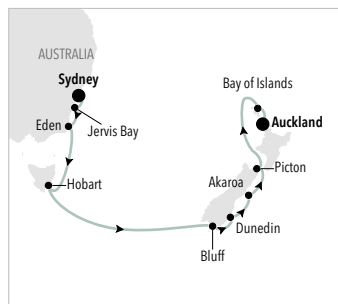 AUSTRALIA
Sydney
Jervis Bay
Eden
Hobart
Bay of Islands
Auckland
Picton
Akaroa
Dunedin
Bluff